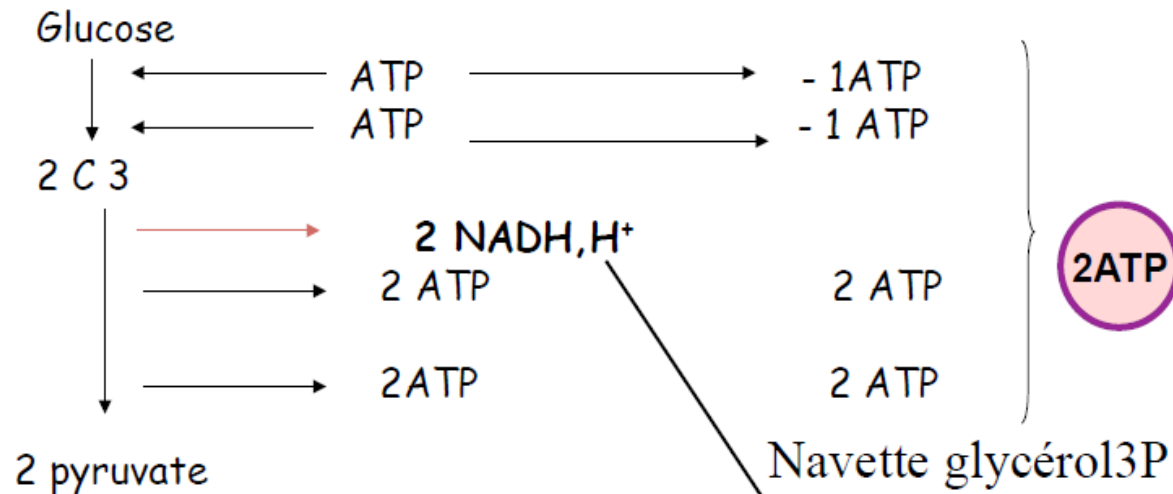 Glucose
ATP - 1ATP
ATP - 1 ATP
2 C 3
2 NADH,H⁺
2 ATP 2 ATP
2ATP
2ATP 2 ATP
2 pyruvate
Navette glycérol3P